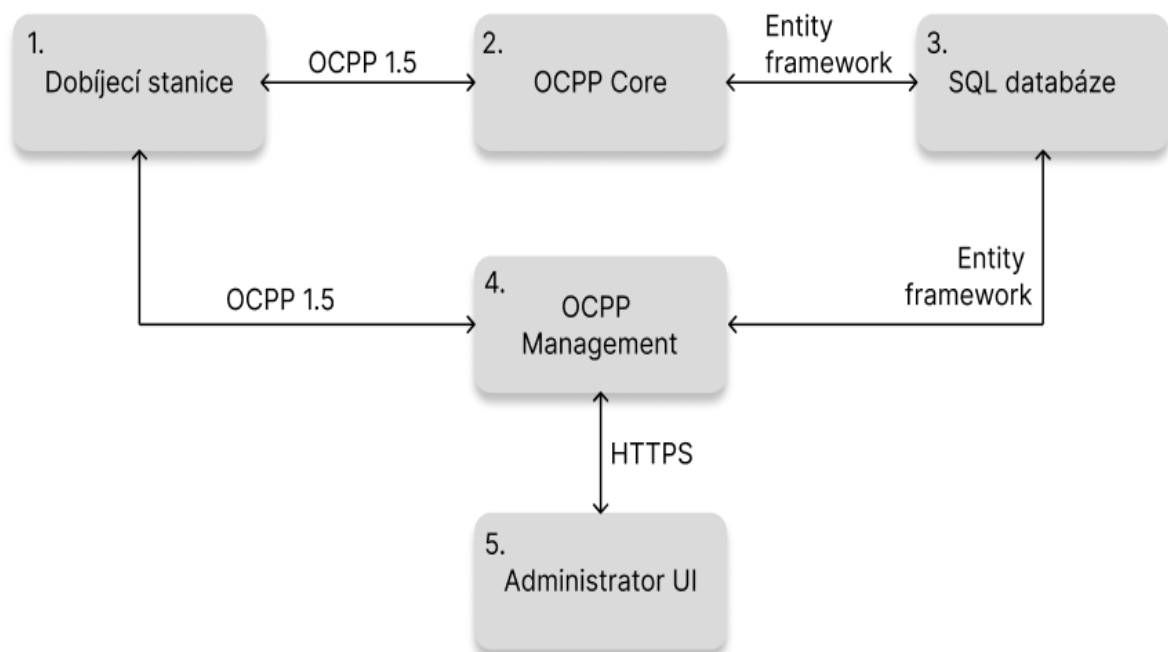 1.
Dobíjecí stanice
OCPP 1.5
2.
OCPP Core
Entity
framework
3.
SQL databáze
OCPP 1.5
4.
OCPP
Management
Entity
framework
HTTPS
5.
Administrator UI